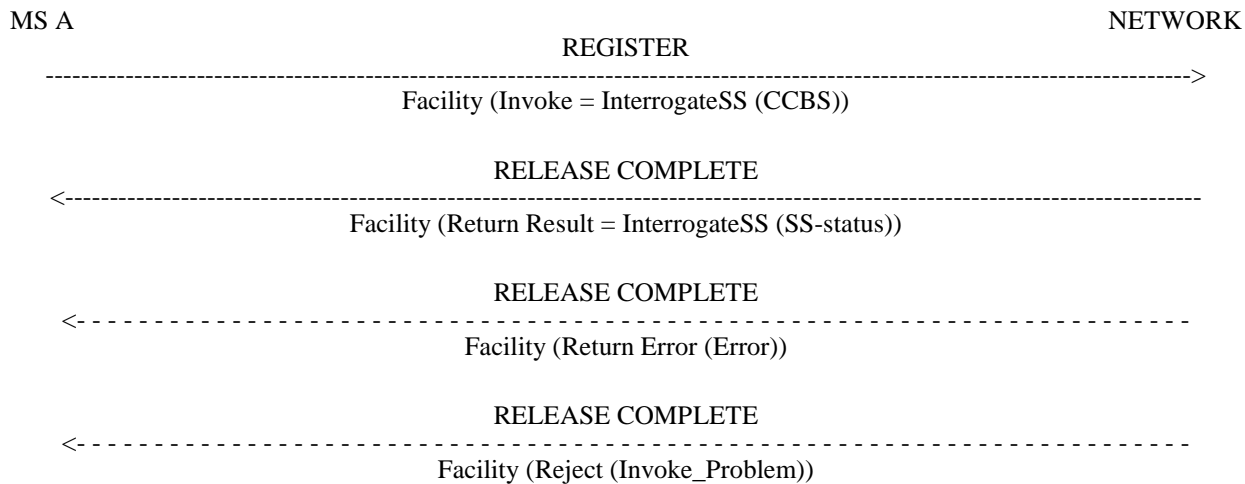 MS A NETWORK
REGISTER
------------------------------------------------------------------------------------------------------------------------------>
Facility (Invoke = InterrogateSS (CCBS))
RELEASE COMPLETE
<------------------------------------------------------------------------------------------------------------------------------
Facility (Return Result = InterrogateSS (SS-status))
RELEASE COMPLETE
<- - - - - - - - - - - - - - - - - - - - - - - - - - - - - - - - - - - - - - - - - - - - - - - - - - - - - - - - - - - - - - - - - - - - - - - -
Facility (Return Error (Error))
RELEASE COMPLETE
<- - - - - - - - - - - - - - - - - - - - - - - - - - - - - - - - - - - - - - - - - - - - - - - - - - - - - - - - - - - - - - - - - - - - - - - -
Facility (Reject (Invoke_Problem))